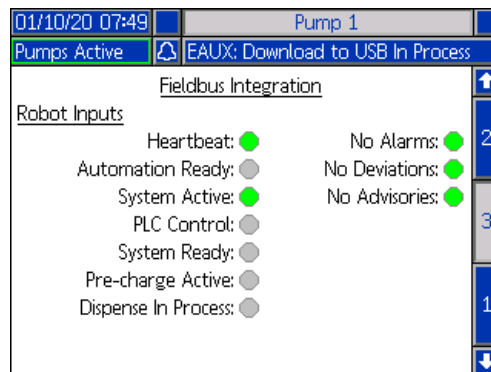 01/10/20 07:49 Pump 1
Pumps Active EAUX: Download to USB In Process
Fieldbus Integration
Robot Inputs
Heartbeat: No Alarms:
Automation Ready: No Deviations:
System Active: No Advisories:
PLC Control:
System Ready:
Pre-charge Active:
Dispense In Process:
2
3
1